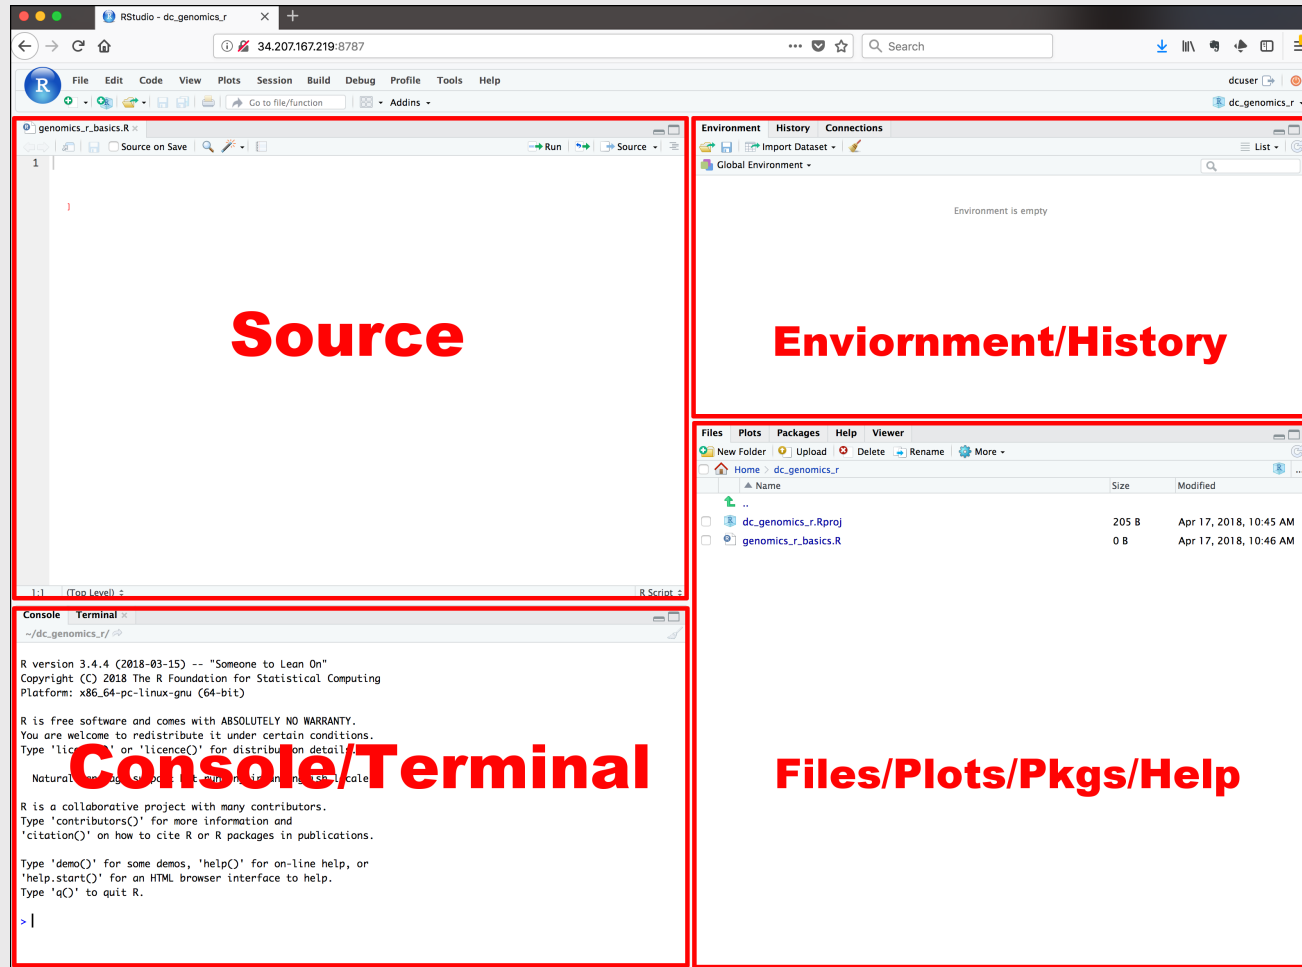 RStudio - dc_genomics_r
34.207.167.219:8787
Search
R
File Edit Code View Plots Session Build Debug Profile Tools Help
dcuser
Go to file/function
Addins
dc_genomics_r
genomics_r_basics.R
Source on Save
Run
Source
1
Source
1:1 (Top Level)
R Script
Environment History Connections
Import Dataset
List
Global Environment
Environment is empty
Enviornment/History
Console Terminal
~/dc_genomics_r/
R version 3.4.4 (2018-03-15) -- "Someone to Lean On"
Copyright (C) 2018 The R Foundation for Statistical Computing
Platform: x86_64-pc-linux-gnu (64-bit)
R is free software and comes with ABSOLUTELY NO WARRANTY.
You are welcome to redistribute it under certain conditions.
Type 'license()' or 'licence()' for distribution details.
Console/Terminal
Natural language support but running in an English locale
R is a collaborative project with many contributors.
Type 'contributors()' for more information and
'citation()' on how to cite R or R packages in publications.
Type 'demo()' for some demos, 'help()' for on-line help, or
'help.start()' for an HTML browser interface to help.
Type 'q()' to quit R.
>
Files Plots Packages Help Viewer
New Folder Upload Delete Rename More
Home dc_genomics_r
...
Name Size Modified
..
dc_genomics_r.Rproj 205 B Apr 17, 2018, 10:45 AM
genomics_r_basics.R 0 B Apr 17, 2018, 10:46 AM
Files/Plots/Pkgs/Help